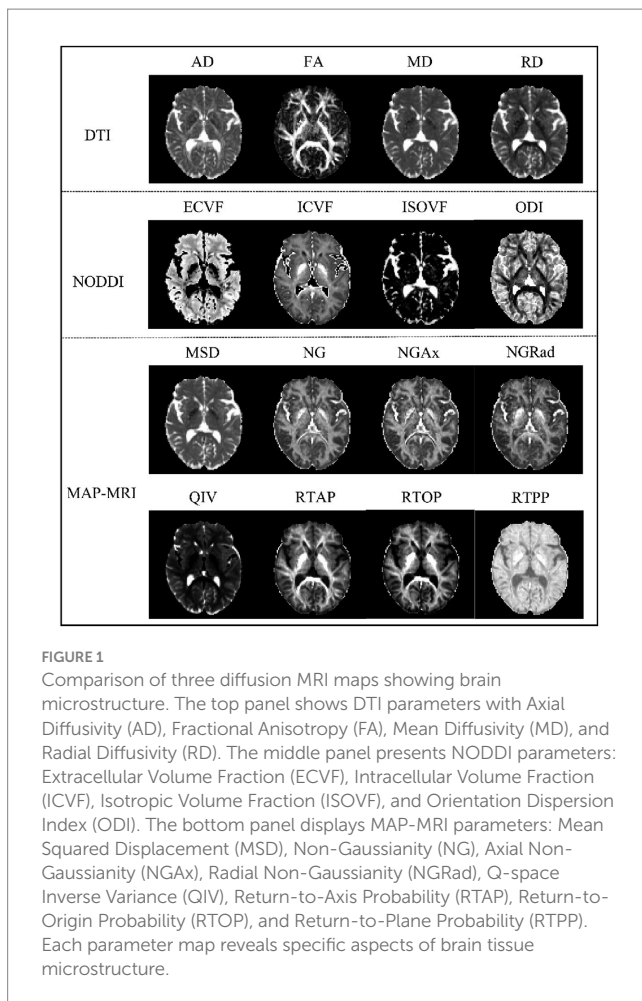 AD FA MD RD
DTI
ECVF ICVF ISOVF ODI
NODDI
MSD NG NGAx NGRad
MAP-MRI
QIV RTAP RTOP RTPP
FIGURE 1
Comparison of three diffusion MRI maps showing brain
microstructure. The top panel shows DTI parameters with Axial
Diffusivity (AD), Fractional Anisotropy (FA), Mean Diffusivity (MD), and
Radial Diffusivity (RD). The middle panel presents NODDI parameters:
Extracellular Volume Fraction (ECVF), Intracellular Volume Fraction
(ICVF), Isotropic Volume Fraction (ISOVF), and Orientation Dispersion
Index (ODI). The bottom panel displays MAP-MRI parameters: Mean
Squared Displacement (MSD), Non-Gaussianity (NG), Axial Non-
Gaussianity (NGAx), Radial Non-Gaussianity (NGRad), Q-space
Inverse Variance (QIV), Return-to-Axis Probability (RTAP), Return-to-
Origin Probability (RTOP), and Return-to-Plane Probability (RTPP).
Each parameter map reveals specific aspects of brain tissue
microstructure.